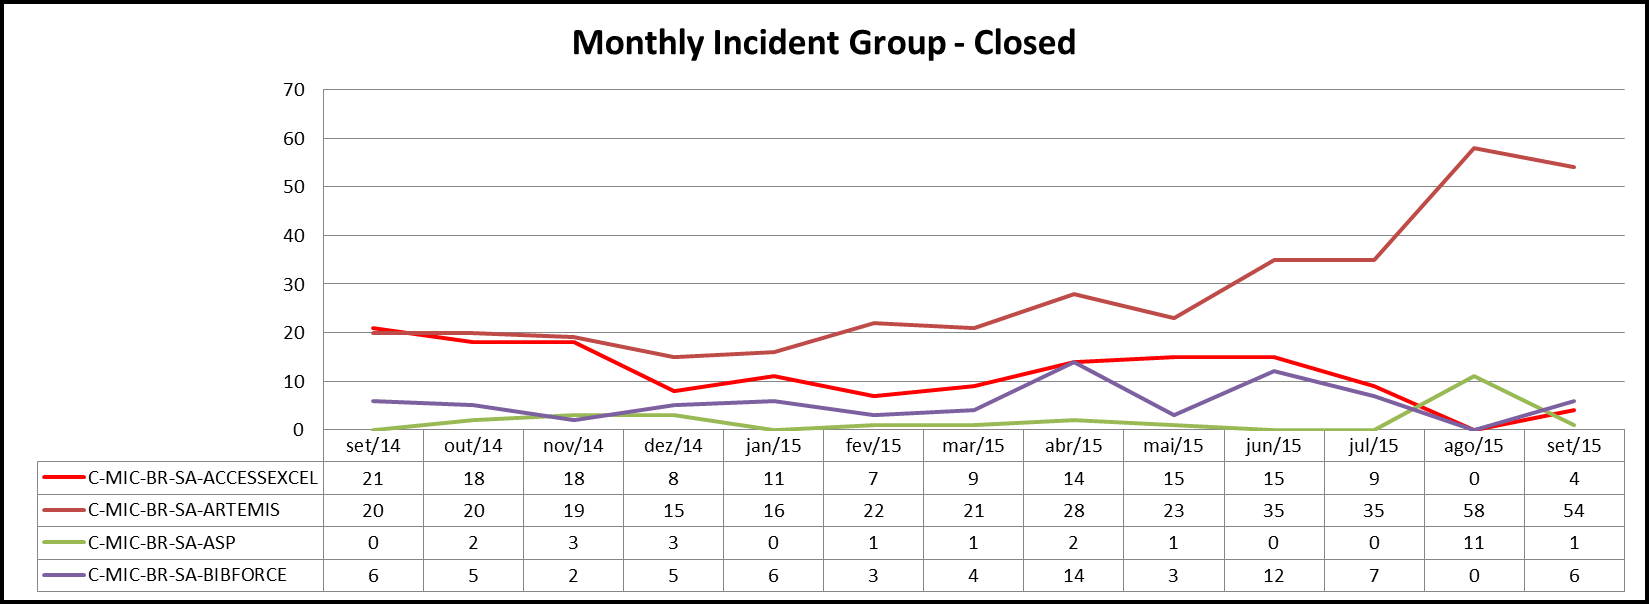 Monthly Incident Group - Closed
70
60
50
40
30
20
10
0
set/14 out/14 nov/14 dez/14 jan/15 fev/15 mar/15 abr/15 mai/15 jun/15 jul/15 ago/15 set/15
C-MIC-BR-SA-ACCESSEXCEL 21 18 18 8 11 7 9 14 15 15 9 0 4
C-MIC-BR-SA-ARTEMIS 20 20 19 15 16 22 21 28 23 35 35 58 54
C-MIC-BR-SA-ASP 0 2 3 3 0 1 1 2 1 0 0 11 1
C-MIC-BR-SA-BIBFORCE 6 5 2 5 6 3 4 14 3 12 7 0 6